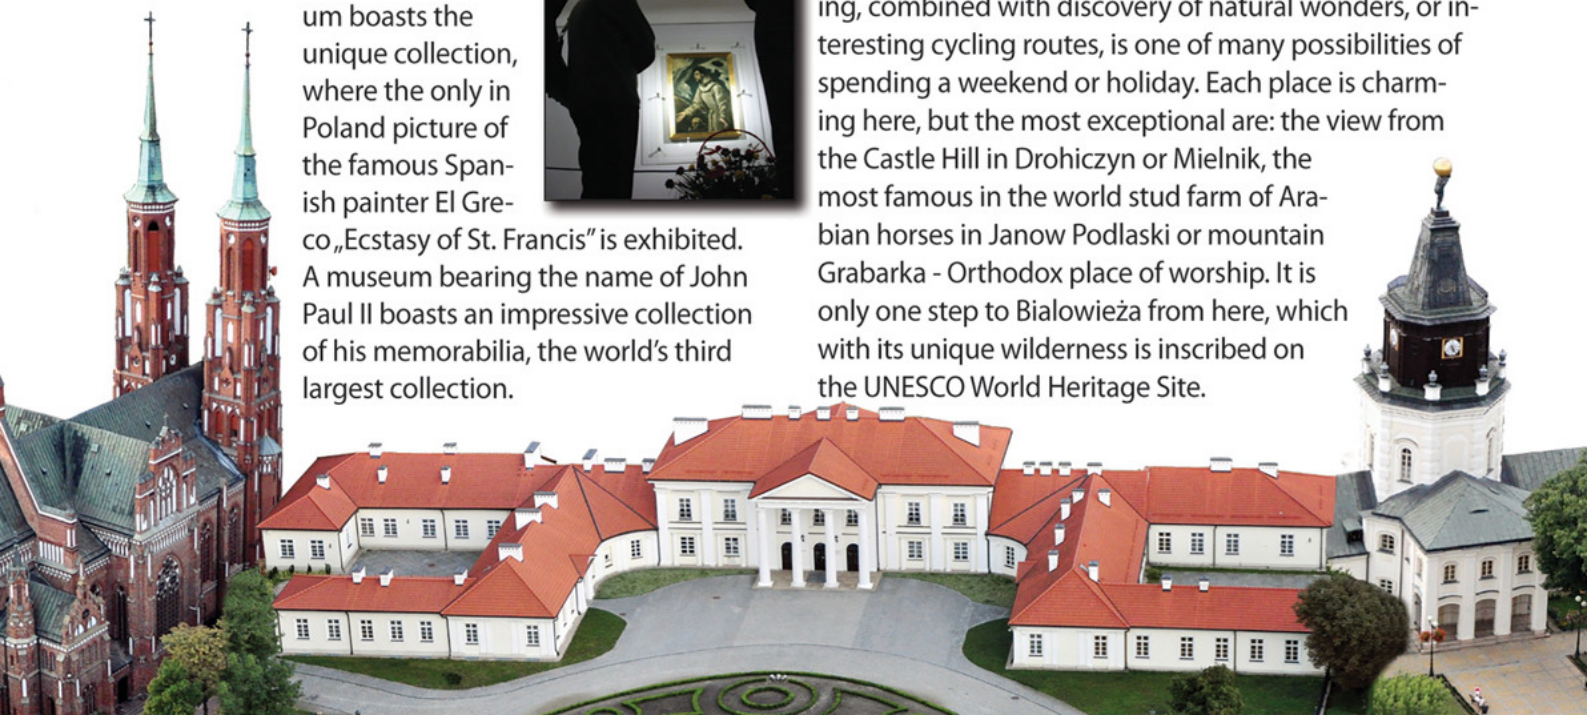 um boasts the
unique collection,
where the only in
Poland picture of
the famous Span-
ish painter El Gre-
co „Ecstasy of St. Francis” is exhibited.
A museum bearing the name of John
Paul II boasts an impressive collection
of his memorabilia, the world’s third
largest collection.
ing, combined with discovery of natural wonders, or in-
teresting cycling routes, is one of many possibilities of
spending a weekend or holiday. Each place is charm-
ing here, but the most exceptional are: the view from
the Castle Hill in Drohiczyn or Mielnik, the
most famous in the world stud farm of Ara-
bian horses in Janow Podlaski or mountain
Grabarka - Orthodox place of worship. It is
only one step to Bialowieża from here, which
with its unique wilderness is inscribed on
the UNESCO World Heritage Site.